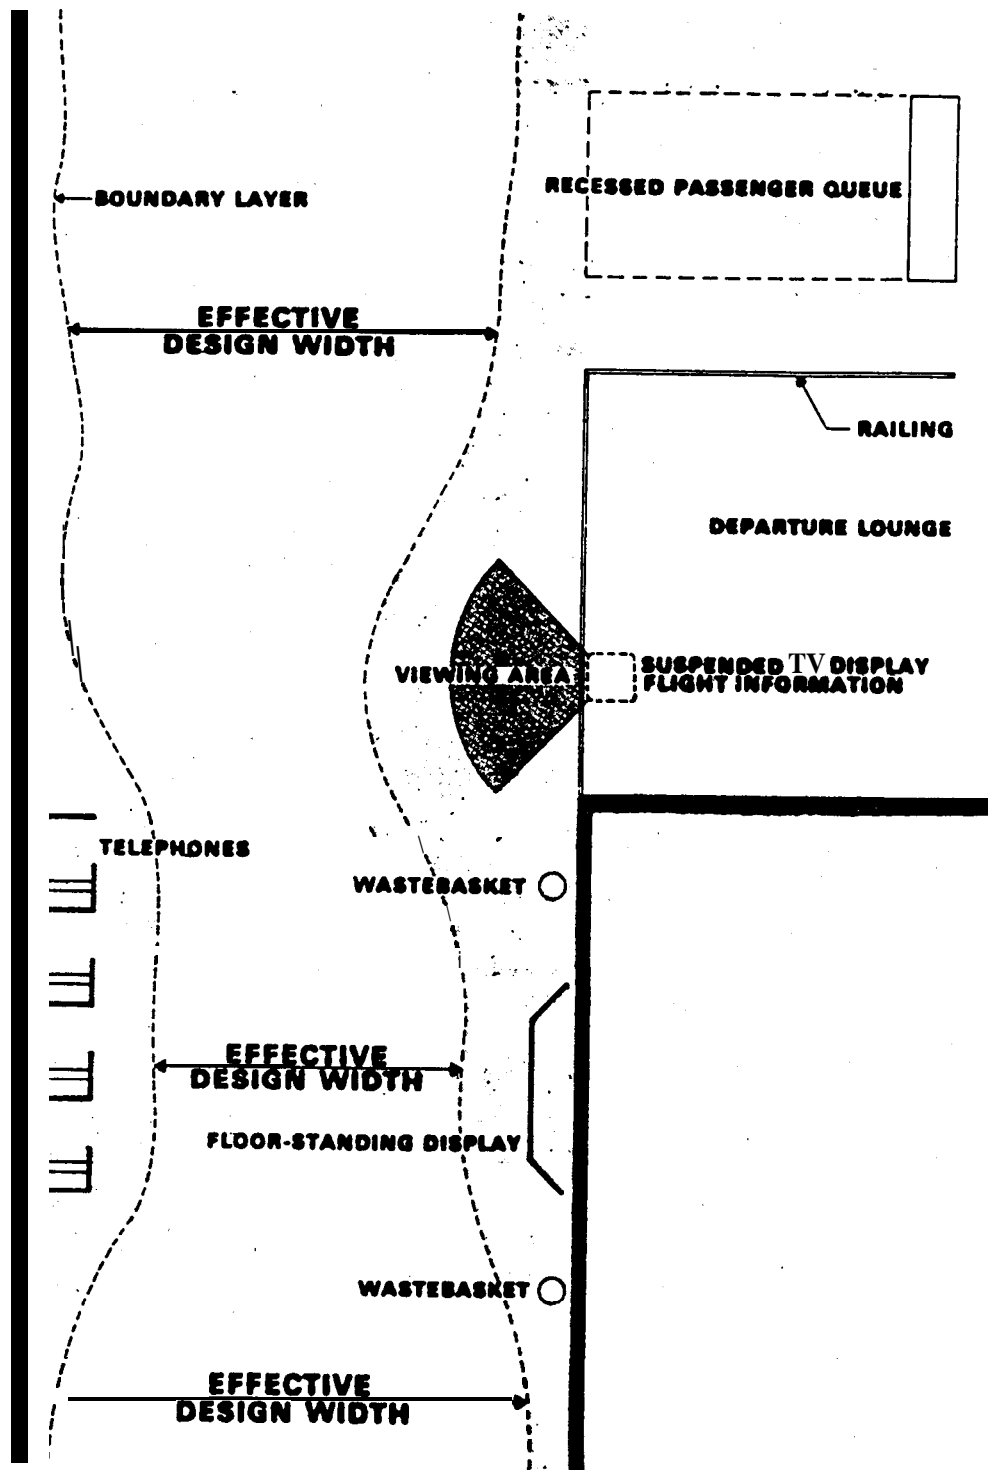 RECESSED PASSENGER QUEUE
BOUNDARY LAYER
EFFECTIVE
DESIGN WIDTH
RAILING
DEPARTURE LOUNGE
VIEWING AREA
SUSPENDED TV DISPLAY
FLIGHT INFORMATION
TELEPHONES
WASTEBASKET
EFFECTIVE
DESIGN WIDTH
FLOOR-STANDING DISPLAY
WASTEBASKET
EFFECTIVE
DESIGN WIDTH